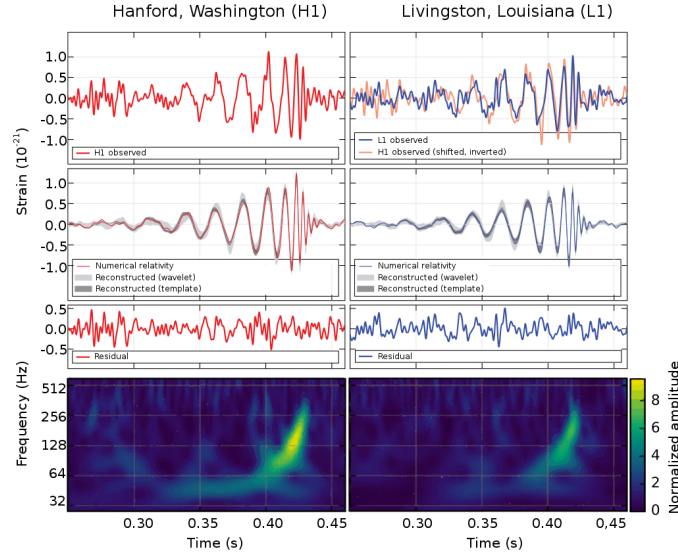 Hanford, Washington (H1)
Livingston, Louisiana (L1)
Strain (10⁻²¹)
1.0
0.5
0.0
-0.5
-1.0
H1 observed
L1 observed
H1 observed (shifted, inverted)
1.0
0.5
0.0
-0.5
-1.0
Numerical relativity
Reconstructed (wavelet)
Reconstructed (template)
Numerical relativity
Reconstructed (wavelet)
Reconstructed (template)
0.5
0.0
-0.5
Residual
Residual
Frequency (Hz)
512
256
128
64
32
Normalized amplitude
8
6
4
2
0
0.30
0.35
0.40
0.45
0.30
0.35
0.40
0,45
Time (s)
Time (s)